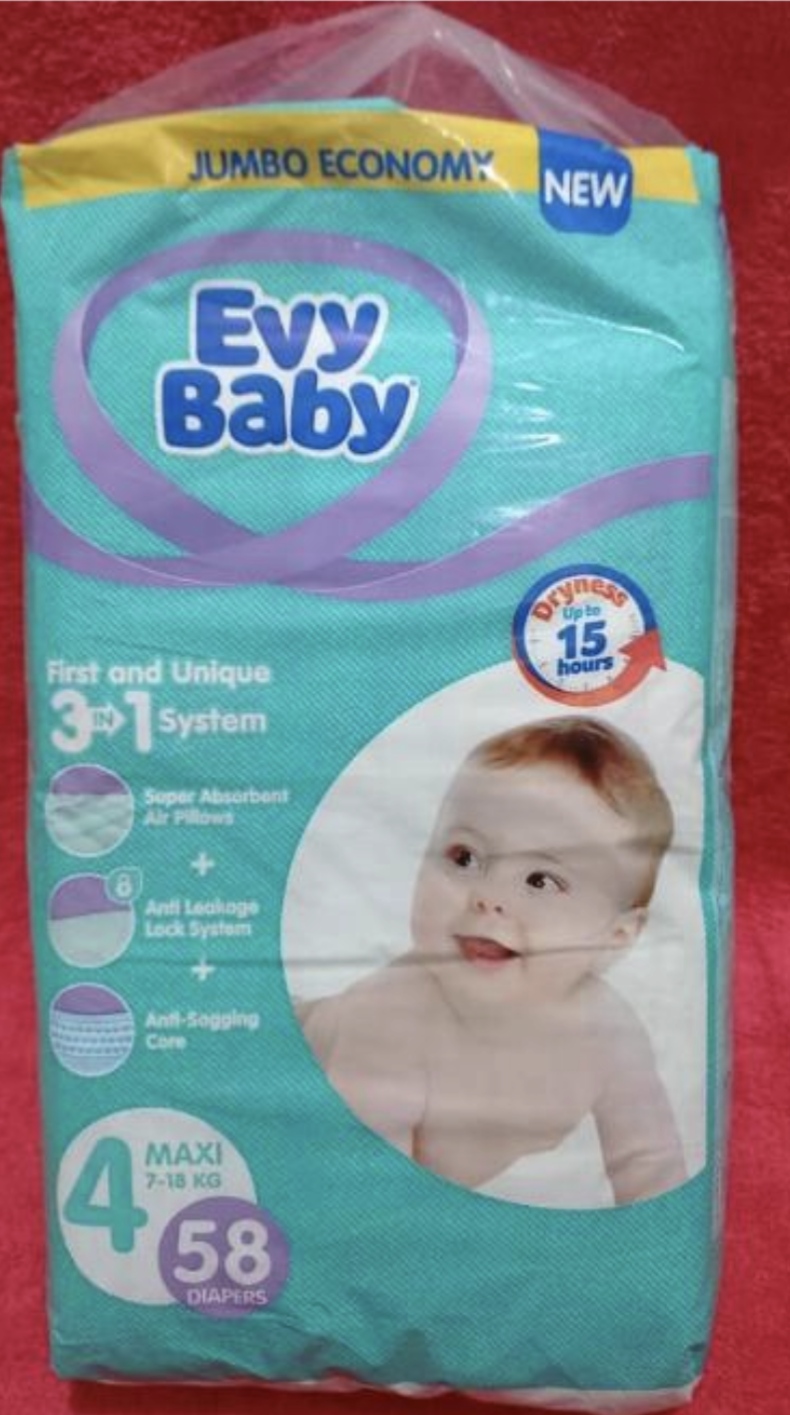 JUMBO ECONOMY
NEW
Evy
Baby
Dryness
Up to
15
hours
First and Unique
3 IN 1 System
Super Absorbent
Air Pillows
+
Anti Leakage
Lock System
+
Anti-Sagging
Core
4
MAXI
7-18 KG
58
DIAPERS